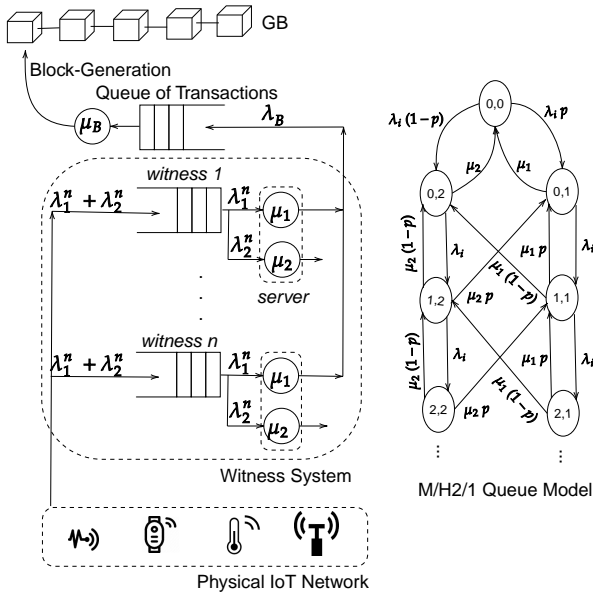 GB
Block-Generation
Queue of Transactions
μ_B
λ_B
witness 1
λ₁ⁿ + λ₂ⁿ
λ₁ⁿ
μ₁
λ₂ⁿ
μ₂
server
witness n
λ₁ⁿ + λ₂ⁿ
λ₁ⁿ
μ₁
λ₂ⁿ
μ₂
Witness System
Physical IoT Network
0,0
λᵢ (1−p)
λᵢ p
μ₂
μ₁
0,2
0,1
μ₂ (1−p)
λᵢ
μ₁ p
λᵢ
μ₁ (1−p)
μ₂ p
1,2
1,1
μ₂ (1−p)
λᵢ
μ₁ p
λᵢ
μ₂ p
μ₁ (1−p)
2,2
2,1
...
...
M/H2/1 Queue Model